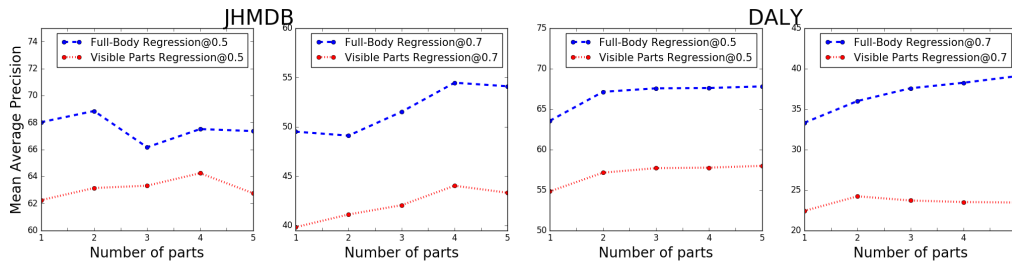 JHMDB
DALY
Mean Average Precision
75
70
69
68
66
64
62
60
Full-Body Regression@0.5
Visible Parts Regression@0.5
1 2 3 4 5
Number of parts
60
55
50
45
40
Full-Body Regression@0.7
Visible Parts Regression@0.7
1 2 3 4 5
Number of parts
75
70
65
60
55
50
Full-Body Regression@0.5
Visible Parts Regression@0.5
1 2 3 4 5
Number of parts
45
40
35
30
25
20
Full-Body Regression@0.7
Visible Parts Regression@0.7
1 2 3 4
Number of parts